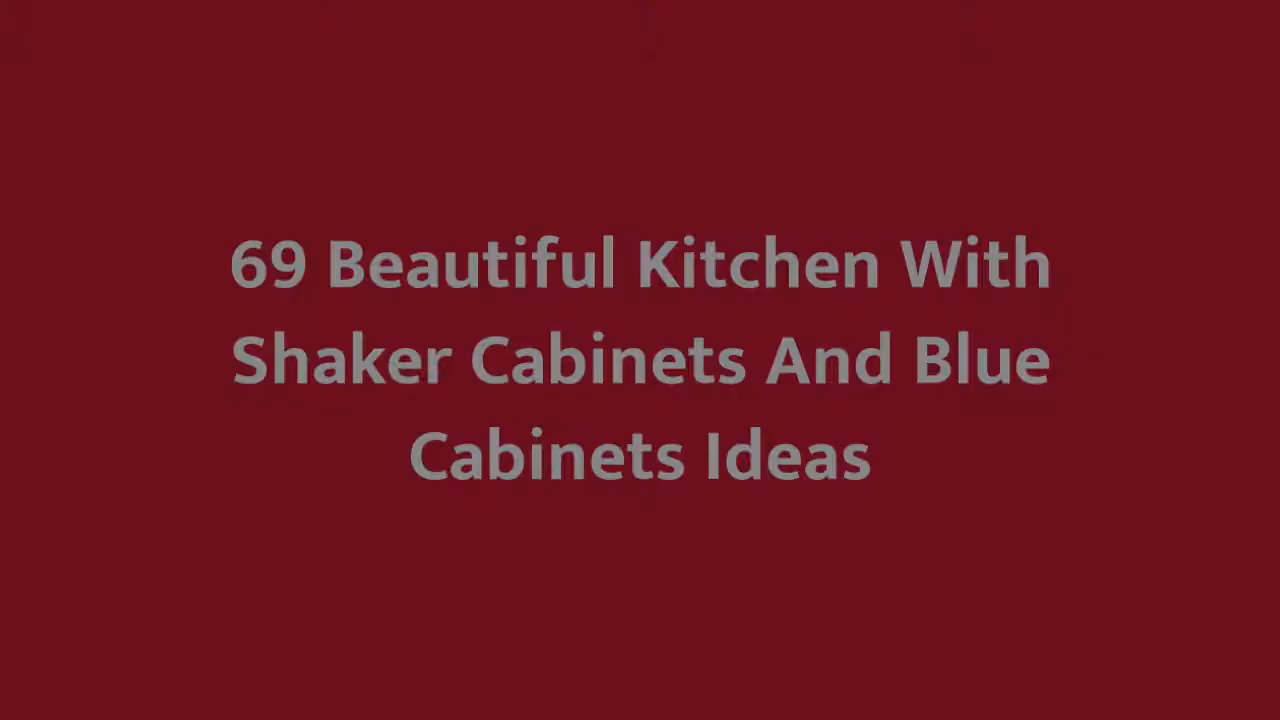 69 Beautiful Kitchen With
Shaker Cabinets And Blue
Cabinets Ideas